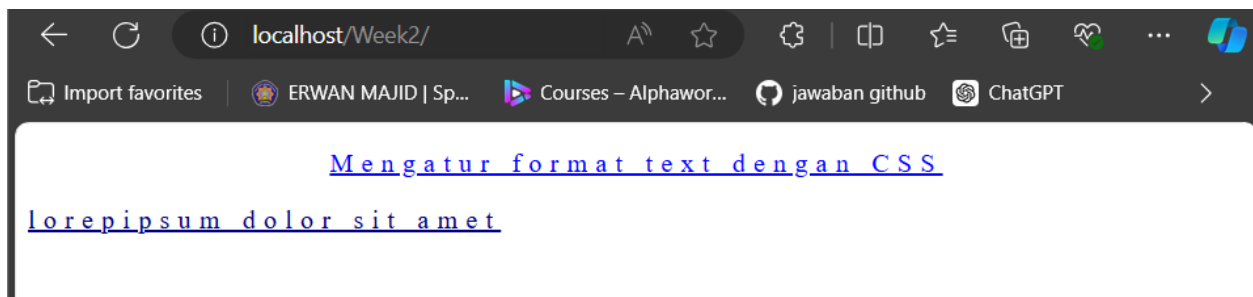 localhost/Week2/
Import favorites ERWAN MAJID | Sp... Courses – Alphawor... jawaban github ChatGPT
Mengatur format text dengan CSS
lorepipsum dolor sit amet